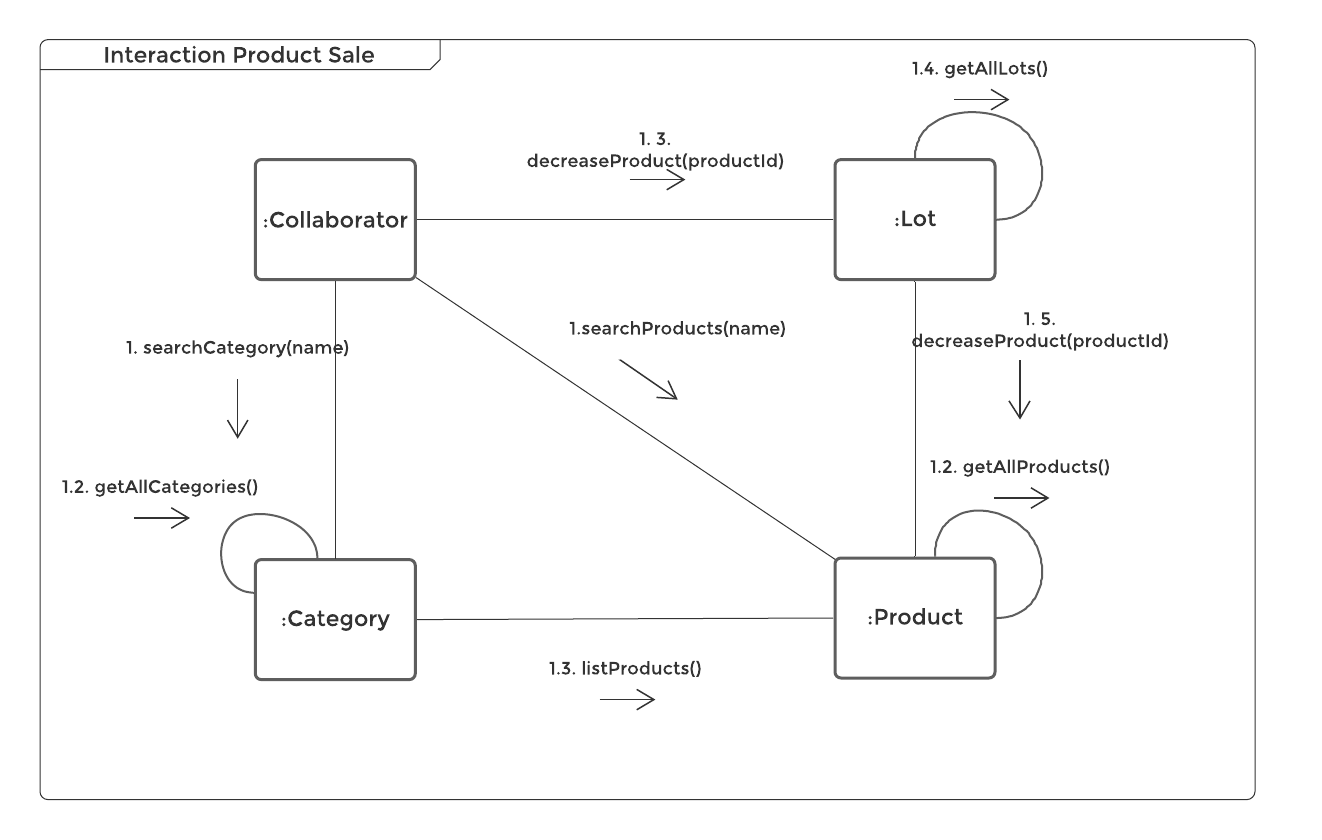 Interaction Product Sale
1.4. getAllLots()
1. 3.
decreaseProduct(productId)
:Collaborator
:Lot
1. 5.
decreaseProduct(productId)
1.searchProducts(name)
1. searchCategory(name)
1.2. getAllProducts()
1.2. getAllCategories()
:Category
:Product
1.3. listProducts()